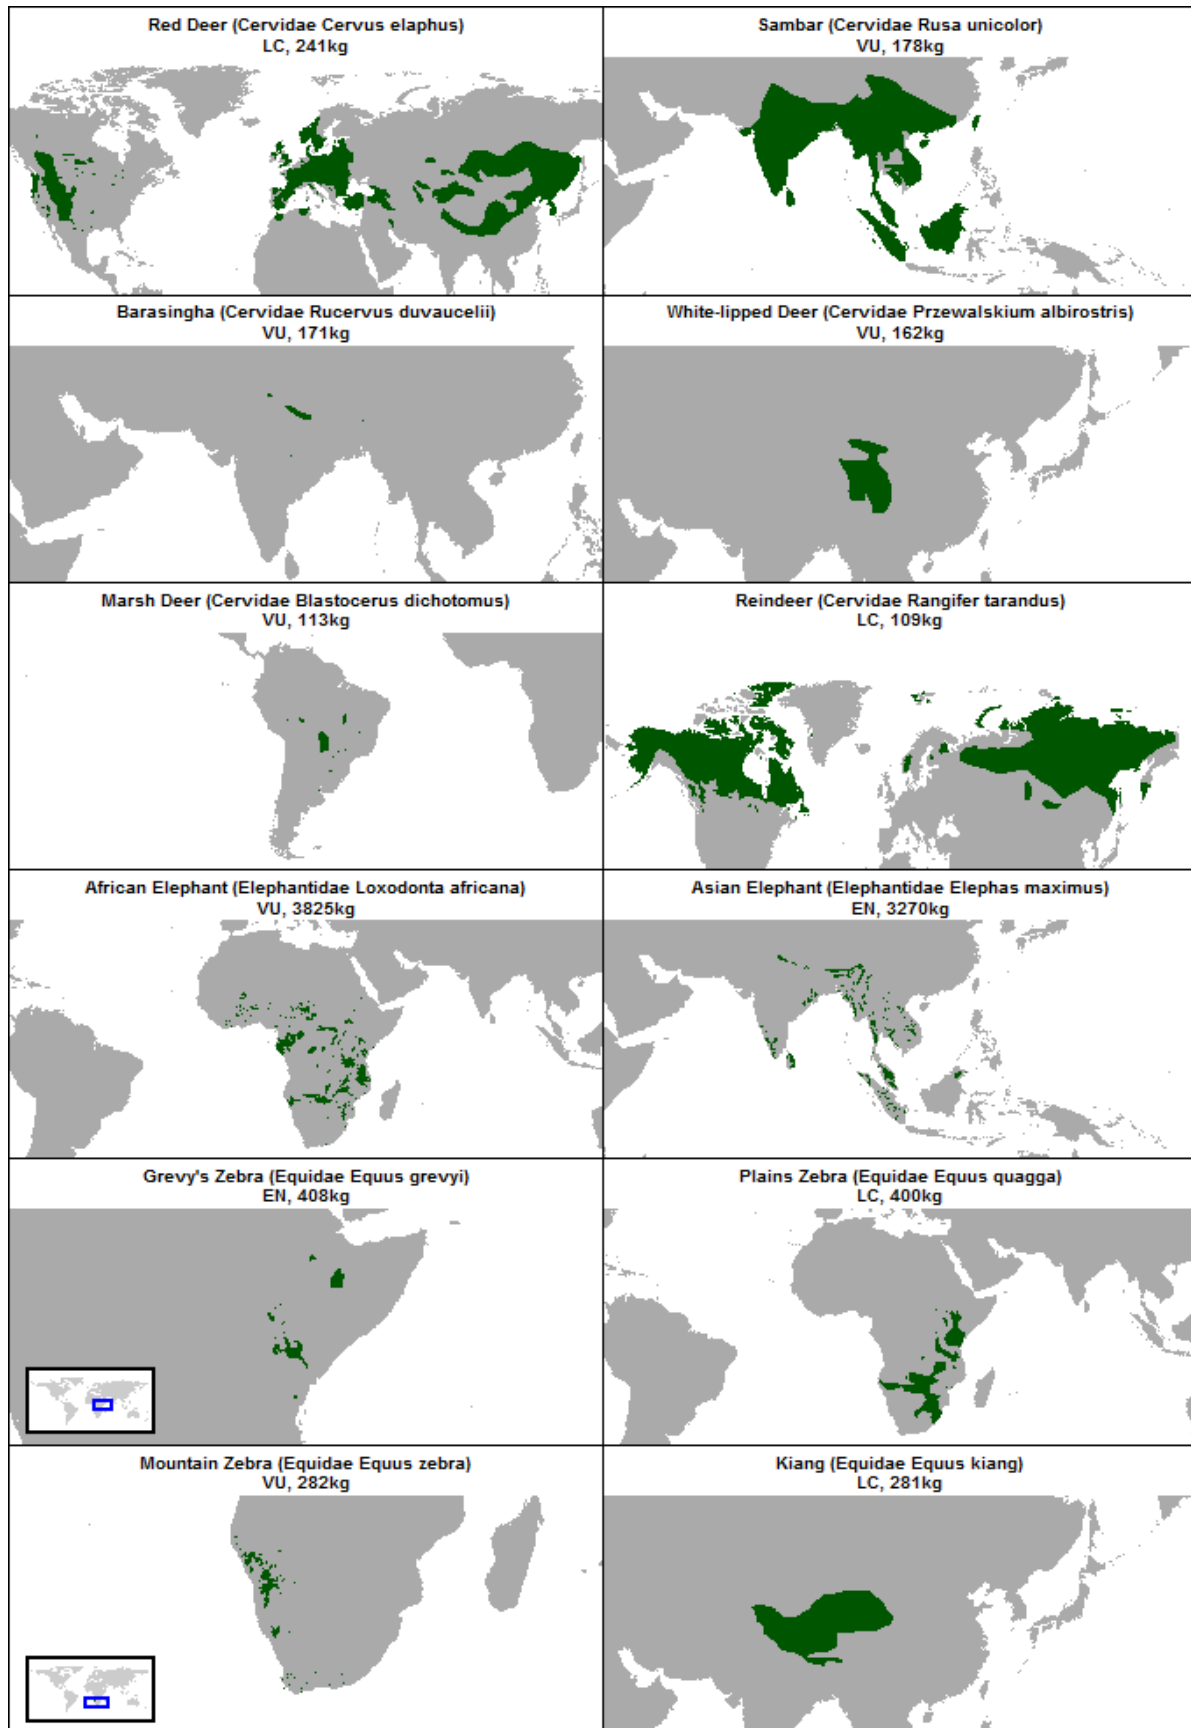 Red Deer (Cervidae Cervus elaphus)
LC, 241kg
Sambar (Cervidae Rusa unicolor)
VU, 178kg
Barasingha (Cervidae Rucervus duvaucelii)
VU, 171kg
White-lipped Deer (Cervidae Przewalskium albirostris)
VU, 162kg
Marsh Deer (Cervidae Blastocerus dichotomus)
VU, 113kg
Reindeer (Cervidae Rangifer tarandus)
LC, 109kg
African Elephant (Elephantidae Loxodonta africana)
VU, 3825kg
Asian Elephant (Elephantidae Elephas maximus)
EN, 3270kg
Grevy's Zebra (Equidae Equus grevyi)
EN, 408kg
Plains Zebra (Equidae Equus quagga)
LC, 400kg
Mountain Zebra (Equidae Equus zebra)
VU, 282kg
Kiang (Equidae Equus kiang)
LC, 281kg